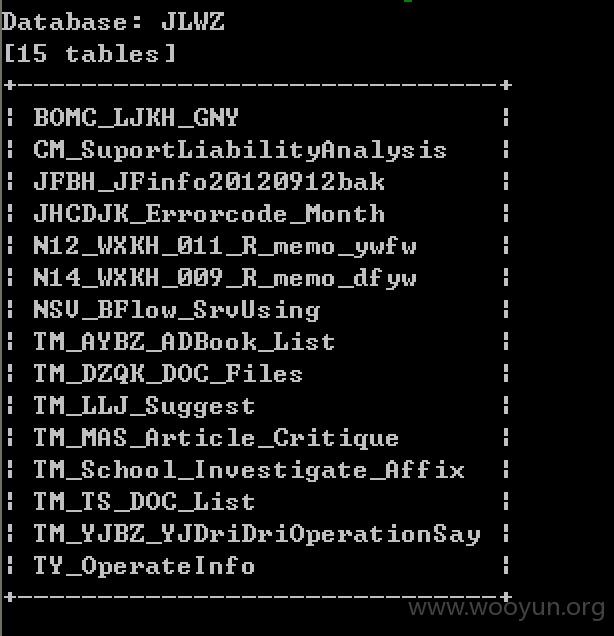 Database: JLWZ
[15 tables]
+------------------------------+
| BOMC_LJKH_GNY |
| CM_SuportLiabilityAnalysis |
| JFBH_JFinfo20120912bak |
| JHCDJK_Errorcode_Month |
| N12_WXKH_011_R_memo_ywfw |
| N14_WXKH_009_R_memo_dfyw |
| NSV_BFlow_SrvUsing |
| TM_AYBZ_ADBook_List |
| TM_DZQK_DOC_Files |
| TM_LLJ_Suggest |
| TM_MAS_Article_Critique |
| TM_School_Investigate_Affix |
| TM_TS_DOC_List |
| TM_YJBZ_YJDriDriOperationSay |
| TY_OperateInfo |
+------------------------------+
www.wooyun.org